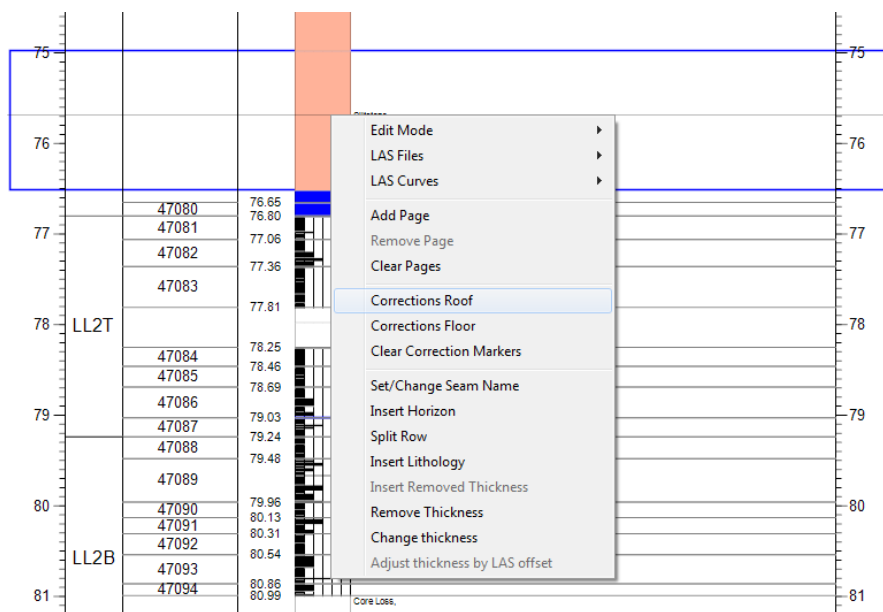 75
75
Edit Mode
76
LAS Files
76
LAS Curves
76.65
47080
76.80
Add Page
47081
77
77.06
Remove Page
77
47082
77.36
Clear Pages
47083
77.81
Corrections Roof
78
LL2T
Corrections Floor
78
78.25
47084
Clear Correction Markers
78.46
47085
78.69
Set/Change Seam Name
47086
79.03
Insert Horizon
79
47087
79
79.24
Split Row
47088
79.48
Insert Lithology
47089
Insert Removed Thickness
79.96
80
47090
Remove Thickness
80
80.13
47091
80.31
Change thickness
47092
80.54
LL2B
Adjust thickness by LAS offset
47093
80.86
47094
80.99
81
Core Loss,
81